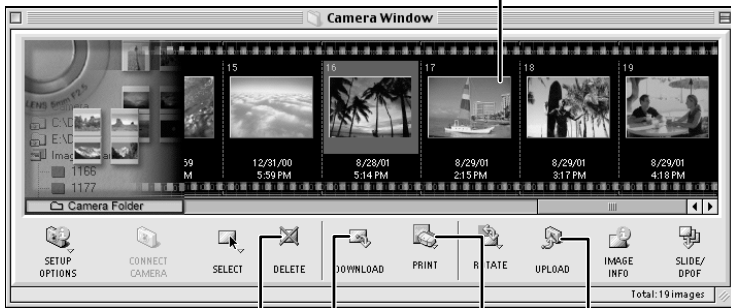 Camera Window
15
16
17
18
19
59
M
12/31/00
5:59 PM
8/28/01
5:14 PM
8/29/01
2:15 PM
8/29/01
3:17 PM
8/29/01
4:18 PM
1166
1177
Camera Folder
SETUP
OPTIONS
CONNECT
CAMERA
SELECT
DELETE
DOWNLOAD
PRINT
ROTATE
UPLOAD
IMAGE
INFO
SLIDE/
DPOF
Total:19images